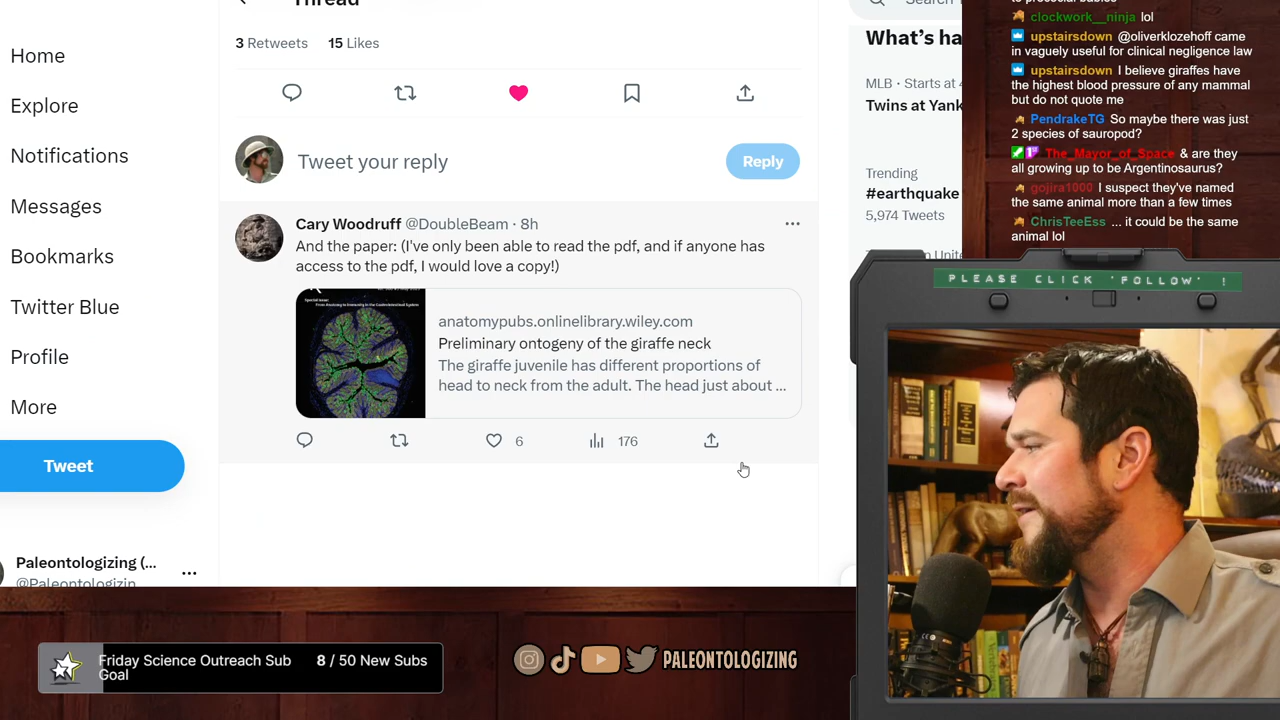 Home
Explore
Notifications
Messages
Bookmarks
Twitter Blue
Profile
More
Tweet
Paleontologizing (...
@Paleontologizin
Thread
3 Retweets 15 Likes
Tweet your reply
Reply
Cary Woodruff @DoubleBeam · 8h
And the paper: (I've only been able to read the pdf, and if anyone has
access to the pdf, I would love a copy!)
anatomypubs.onlinelibrary.wiley.com
Preliminary ontogeny of the giraffe neck
The giraffe juvenile has different proportions of
head to neck from the adult. The head just about ...
6
176
Search
What's ha
MLB · Starts at
Twins at Yank
Trending
#earthquake
5,974 Tweets
clockwork__ninja lol
upstairsdown @oliverklozehoff came
in vaguely useful for clinical negligence law
upstairsdown I believe giraffes have
the highest blood pressure of any mammal
but do not quote me
PendrakeTG So maybe there was just
2 species of sauropod?
The_Mayor_of_Space & are they
all growing up to be Argentinosaurus?
gojira1000 I suspect they've named
the same animal more than a few times
ChrisTeeEss ... it could be the same
animal lol
PLEASE CLICK 'FOLLOW' !
Friday Science Outreach Sub
Goal
8 / 50 New Subs
PALEONTOLOGIZING